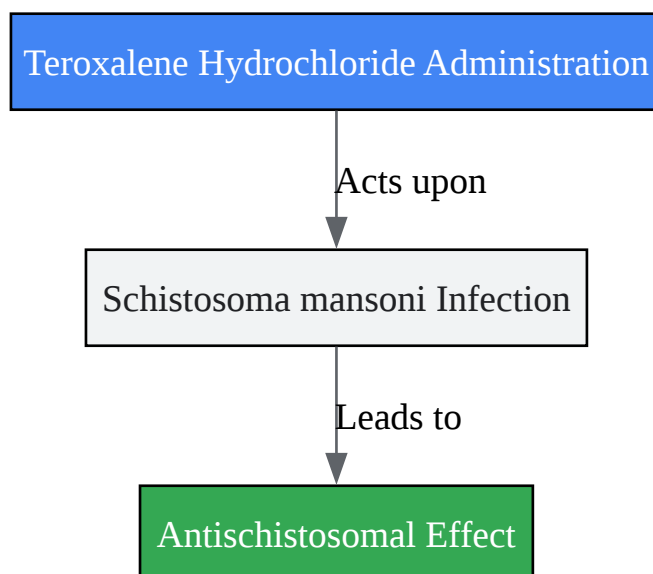 Teroxalene Hydrochloride Administration
Acts upon
Schistosoma mansoni Infection
Leads to
Antischistosomal Effect